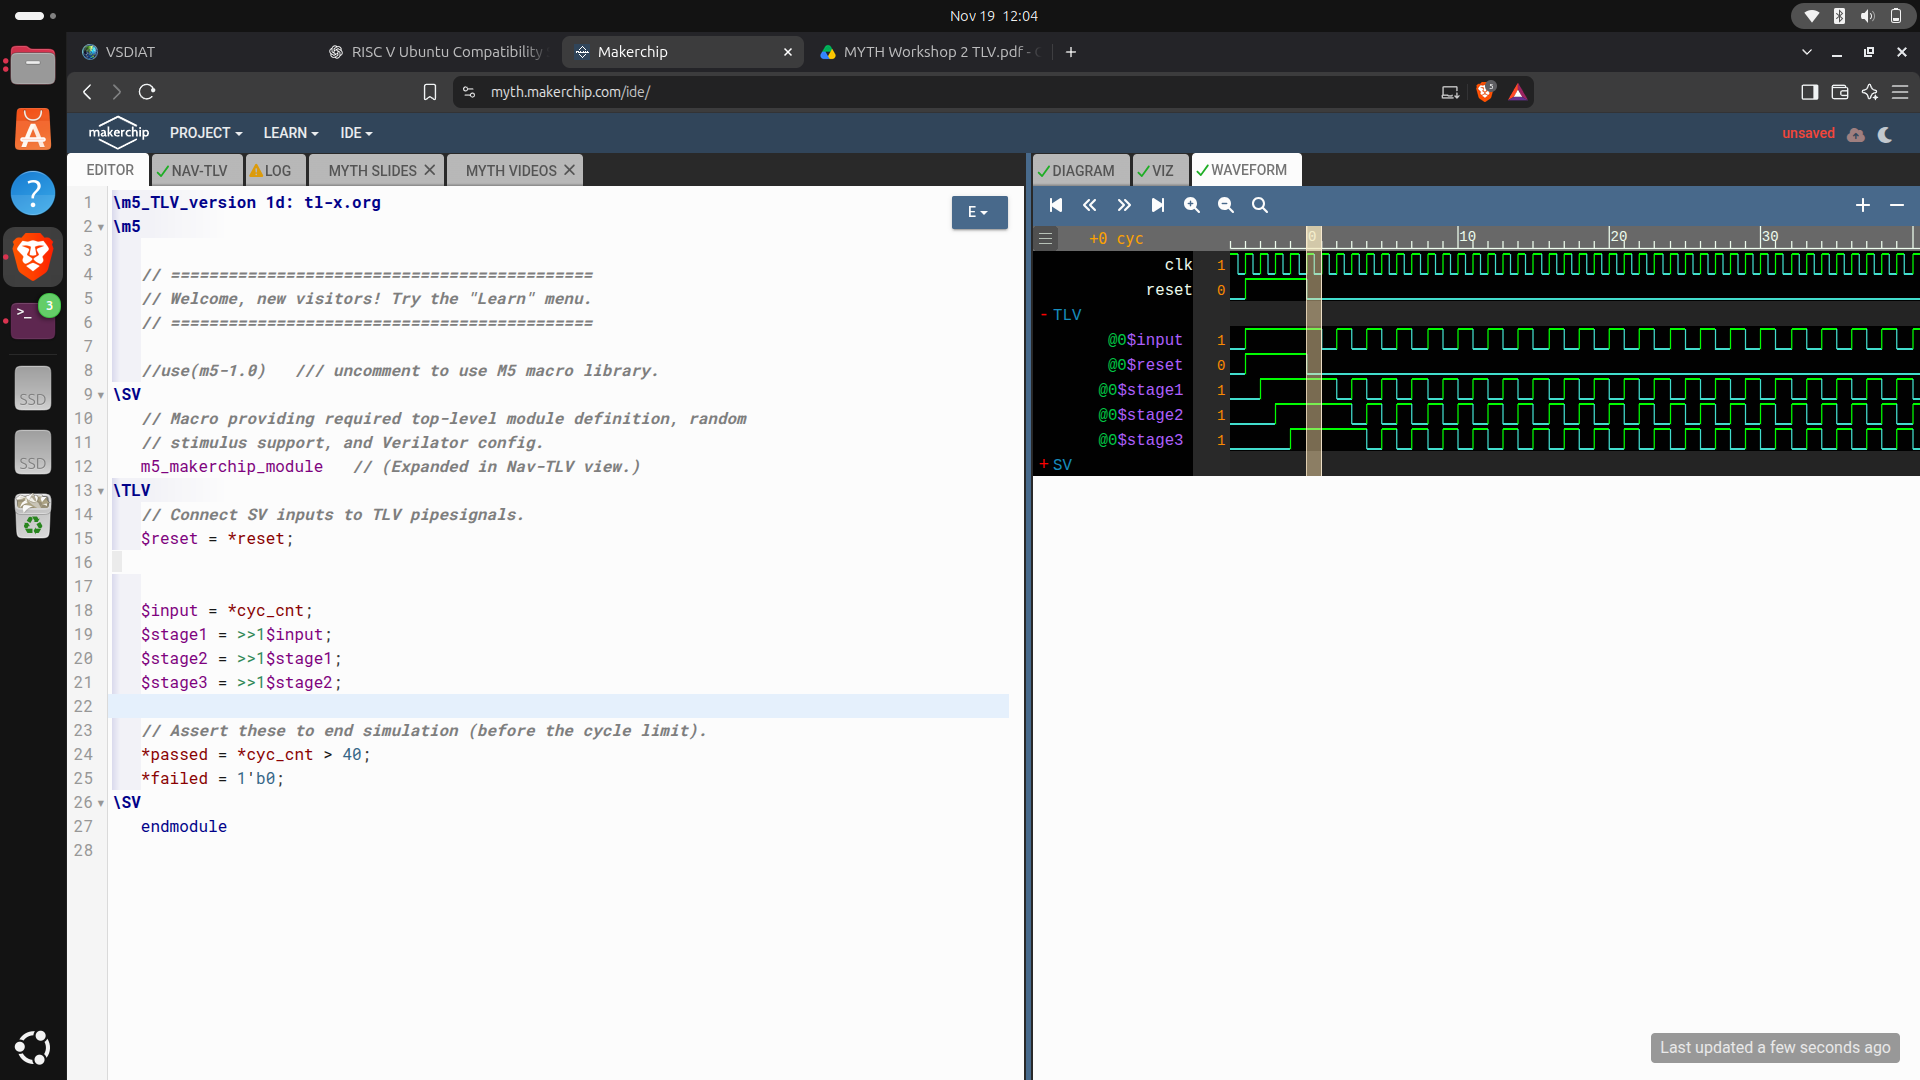 Nov 19 12:04
VSDIAT
RISC V Ubuntu Compatibility
Makerchip
MYTH Workshop 2 TLV.pdf -
myth.makerchip.com/ide/
5
makerchip
PROJECT
LEARN
IDE
unsaved
EDITOR
NAV-TLV
LOG
MYTH SLIDES
MYTH VIDEOS
DIAGRAM
VIZ
WAVEFORM
3
SSD
SSD
E
1 \m5_TLV_version 1d: tl-x.org
2 \m5
3
4 // ============================================
5 // Welcome, new visitors! Try the "Learn" menu.
6 // ============================================
7
8 //use(m5-1.0) /// uncomment to use M5 macro library.
9 \SV
10 // Macro providing required top-level module definition, random
11 // stimulus support, and Verilator config.
12 m5_makerchip_module // (Expanded in Nav-TLV view.)
13 \TLV
14 // Connect SV inputs to TLV pipesignals.
15 $reset = *reset;
16
17
18 $input = *cyc_cnt;
19 $stage1 = >>1$input;
20 $stage2 = >>1$stage1;
21 $stage3 = >>1$stage2;
22
23 // Assert these to end simulation (before the cycle limit).
24 *passed = *cyc_cnt > 40;
25 *failed = 1'b0;
26 \SV
27 endmodule
28
+0 cyc
0 10 20 30
clk 1
reset 0
- TLV
@0$input 1
@0$reset 0
@0$stage1 1
@0$stage2 1
@0$stage3 1
+ SV
Last updated a few seconds ago